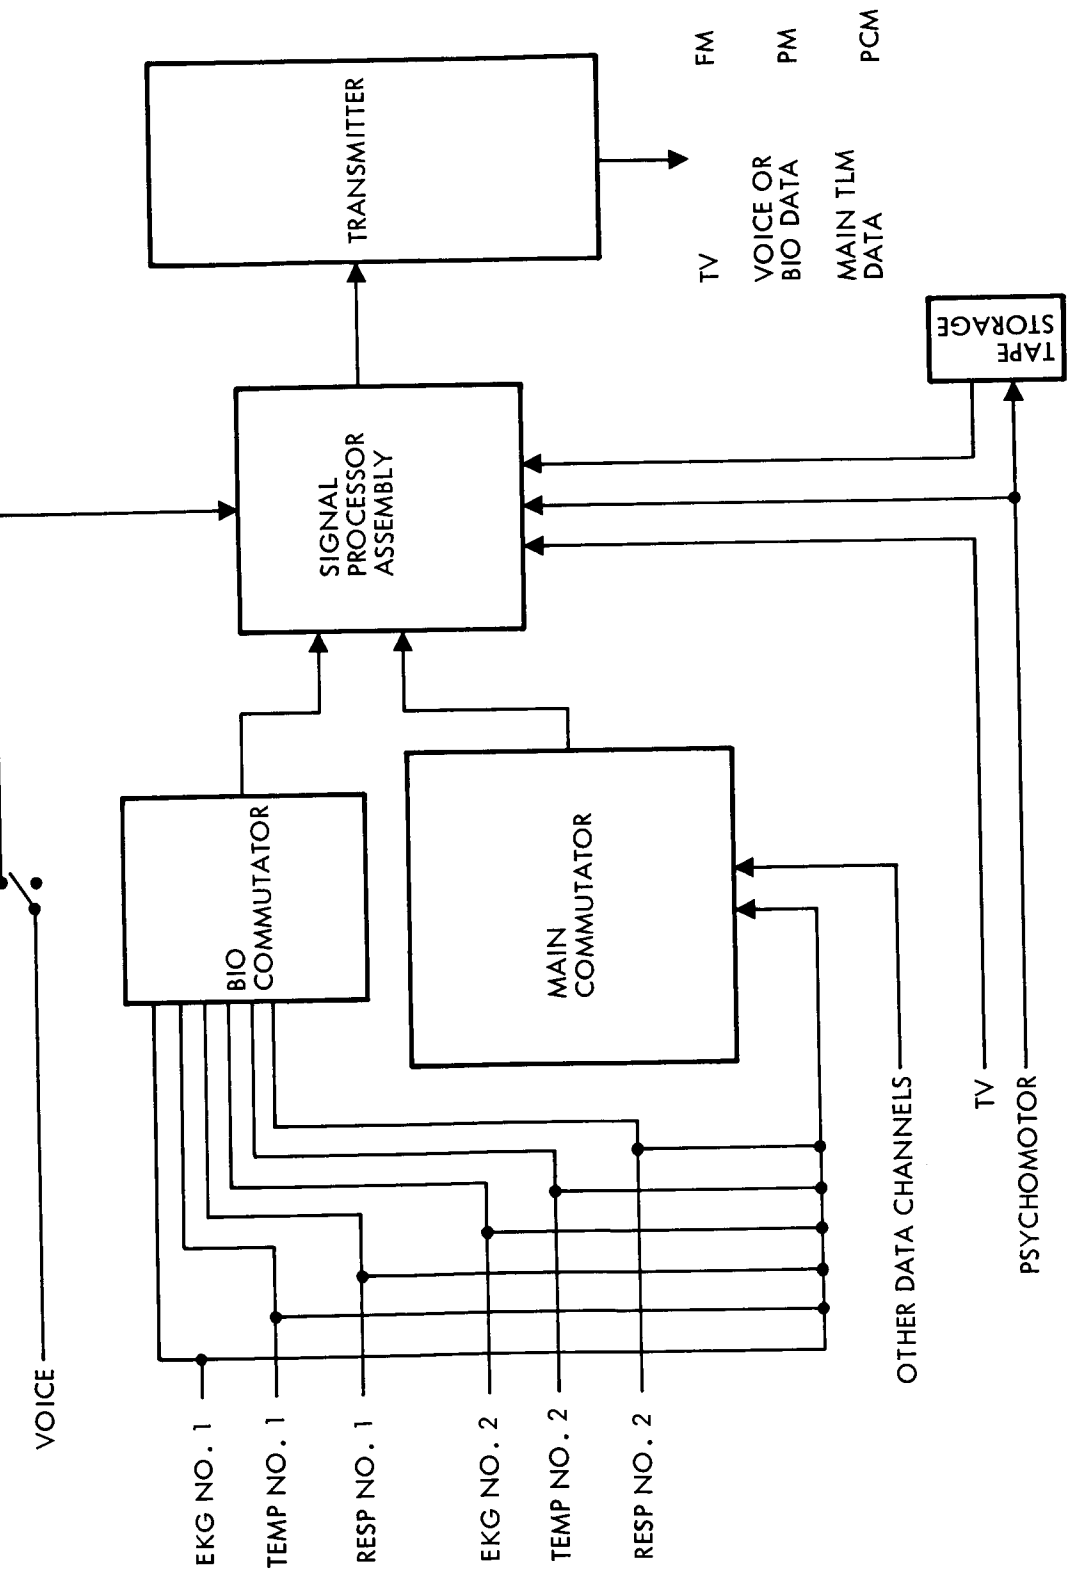 VOICE
EKG NO. 1
TEMP NO. 1
RESP NO. 1
EKG NO. 2
TEMP NO. 2
RESP NO. 2
OTHER DATA CHANNELS
TV
PSYCHOMOTOR
BIO
COMMUTATOR
MAIN
COMMUTATOR
SIGNAL
PROCESSOR
ASSEMBLY
TAPE
STORAGE
TRANSMITTER
TV FM
VOICE OR
BIO DATA PM
MAIN TLM
DATA PCM